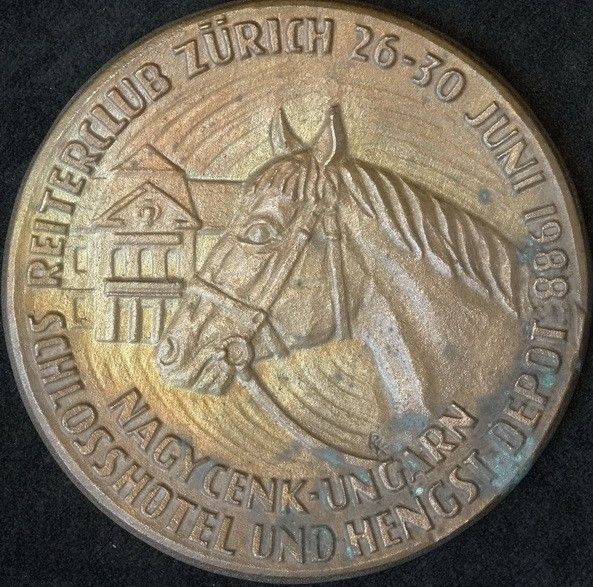 REITERCLUB ZÜRICH 26-30 JUNI 1988
NAGYCENK-UNGARN
SCHLOSSHOTEL UND HENGST-DEPOT